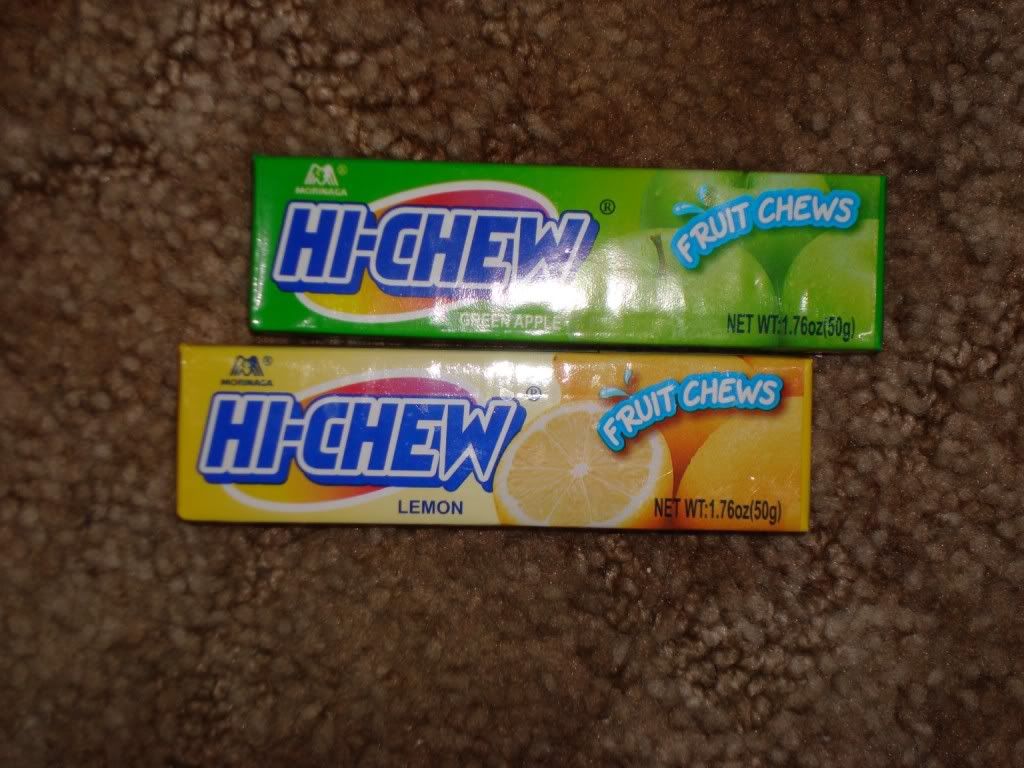 MORINAGA
HI-CHEW®
FRUIT CHEWS
GREEN APPLE
NET WT:1.76oz(50g)
MORINAGA
HI-CHEW®
FRUIT CHEWS
LEMON
NET WT:1.76oz(50g)